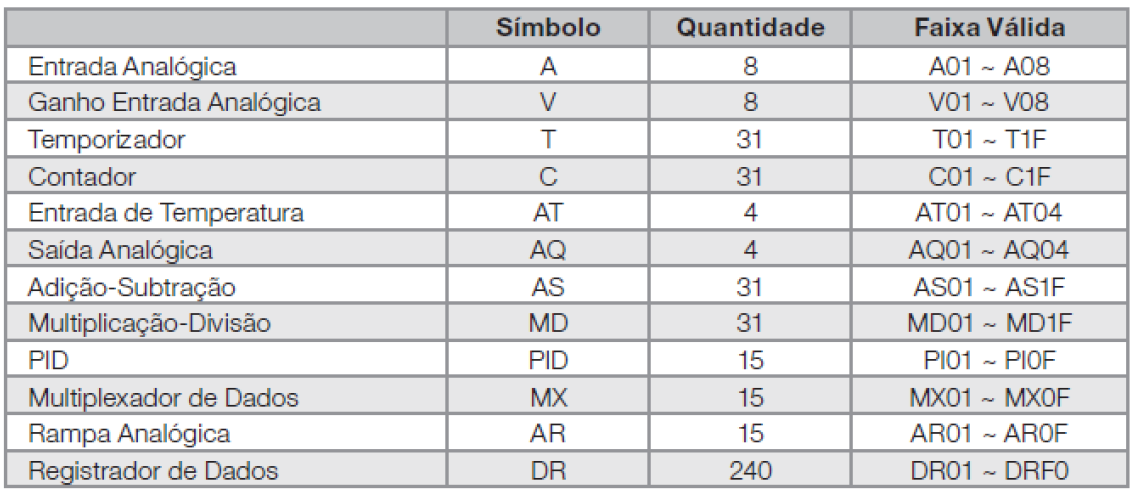 Símbolo Quantidade Faixa Válida
Entrada Analógica A 8 A01 ~ A08
Ganho Entrada Analógica V 8 V01 ~ V08
Temporizador T 31 T01 ~ T1F
Contador C 31 C01 ~ C1F
Entrada de Temperatura AT 4 AT01 ~ AT04
Saída Analógica AQ 4 AQ01 ~ AQ04
Adição-Subtração AS 31 AS01 ~ AS1F
Multiplicação-Divisão MD 31 MD01 ~ MD1F
PID PID 15 PI01 ~ PI0F
Multiplexador de Dados MX 15 MX01 ~ MX0F
Rampa Analógica AR 15 AR01 ~ AR0F
Registrador de Dados DR 240 DR01 ~ DRF0